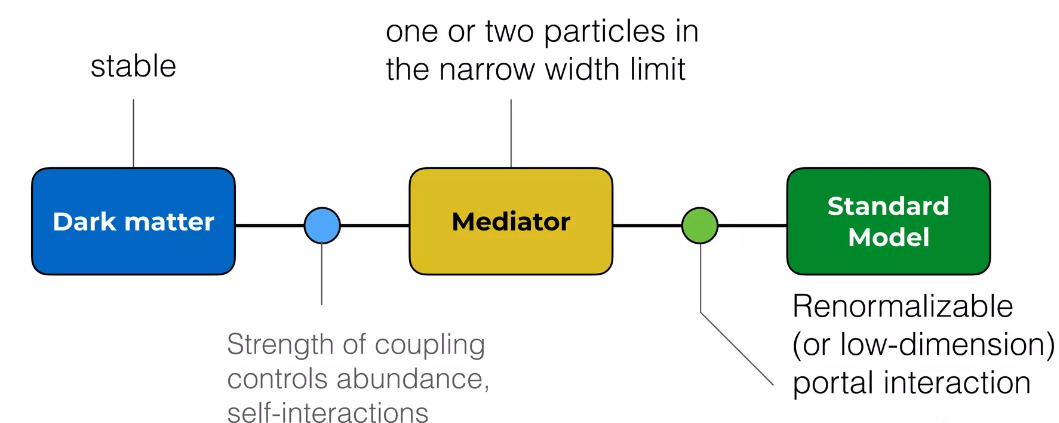 one or two particles in
the narrow width limit
stable
Dark matter
Mediator
Standard
Model
Strength of coupling
controls abundance,
self-interactions
Renormalizable
(or low-dimension)
portal interaction